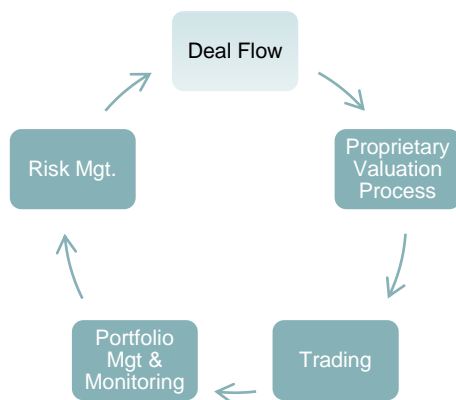 Deal Flow
Proprietary
Valuation
Process
Trading
Portfolio
Mgt &
Monitoring
Risk Mgt.